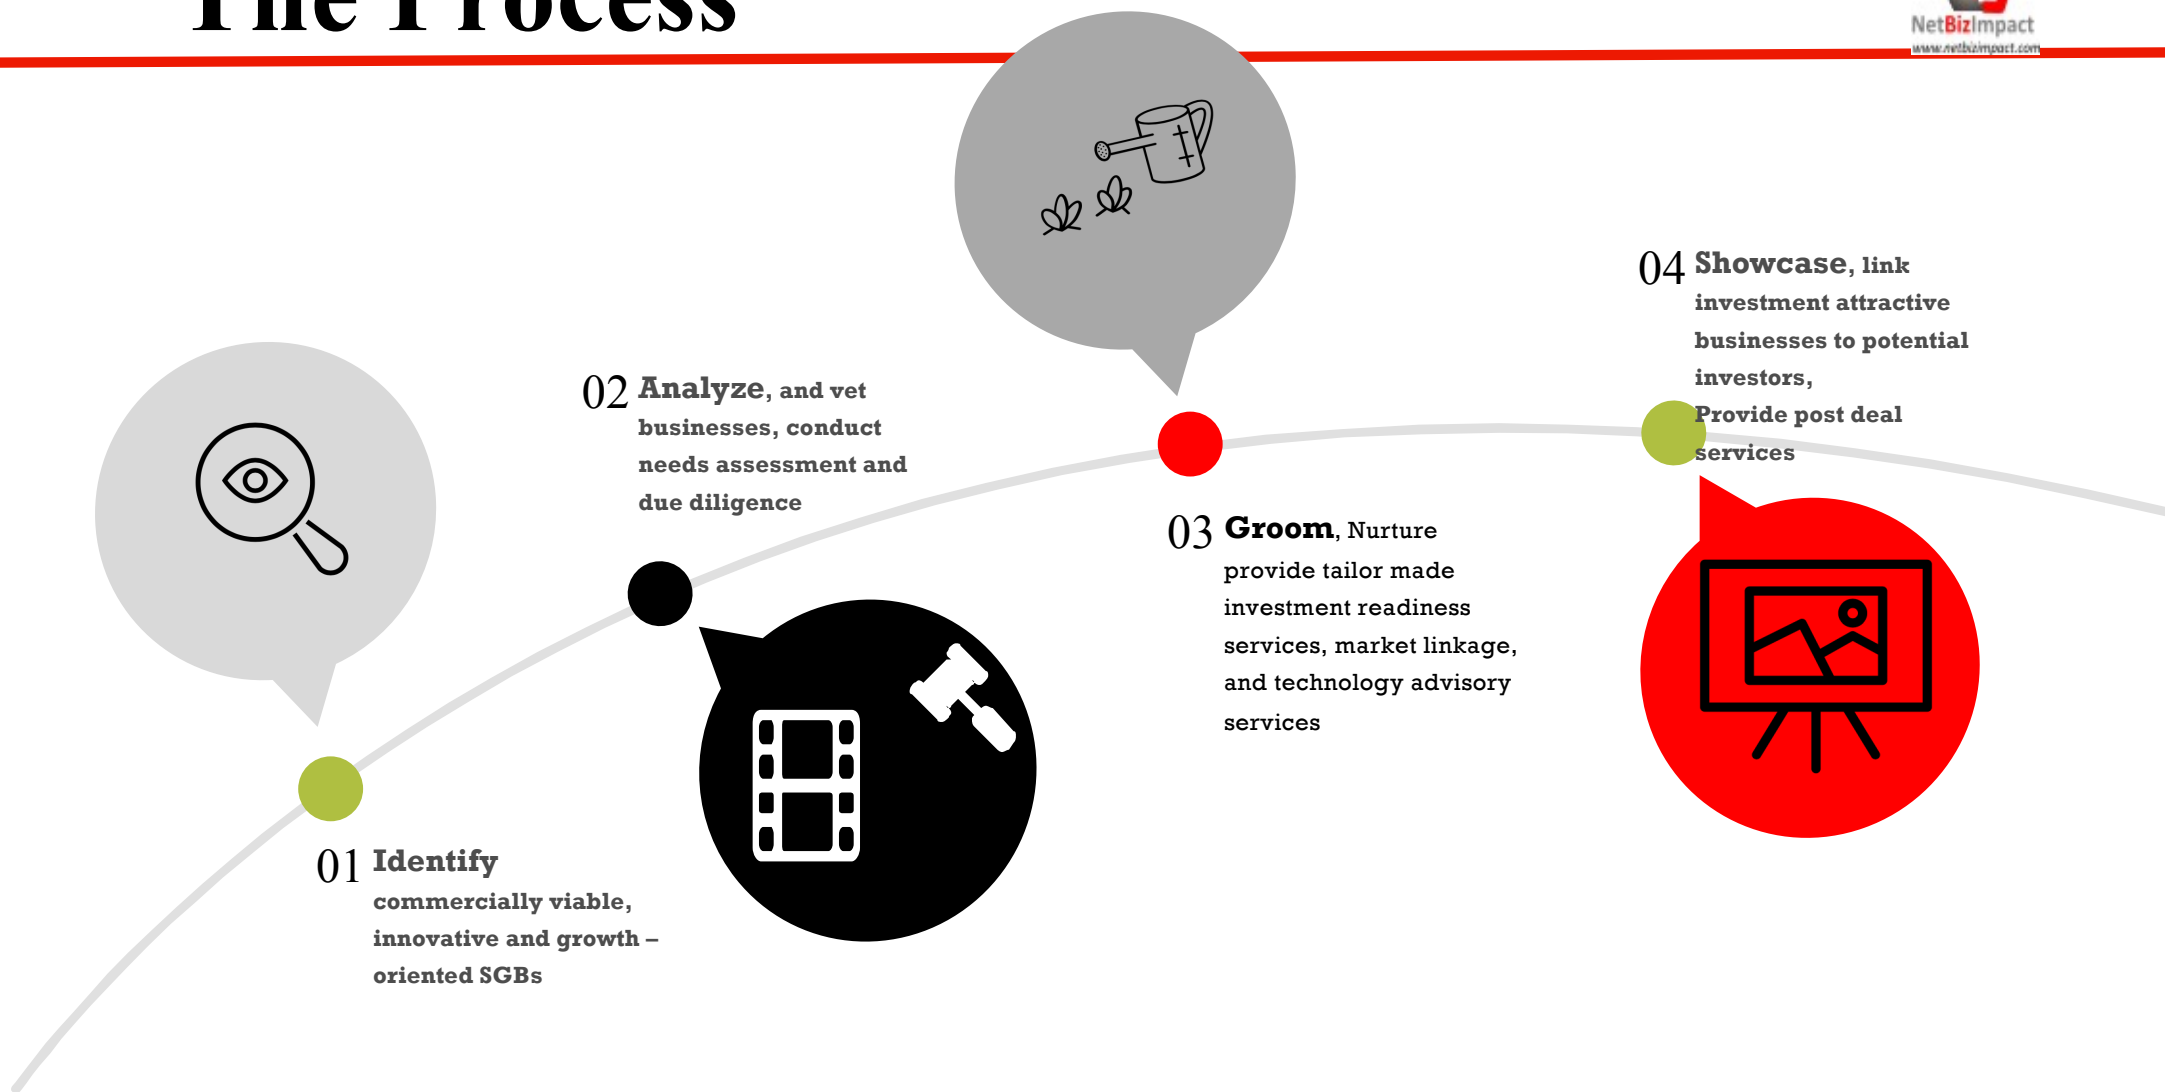 The Process
NetBizImpact
www.netbizimpact.com
01 Identify
commercially viable,
innovative and growth –
oriented SGBs
02 Analyze, and vet
businesses, conduct
needs assessment and
due diligence
03 Groom, Nurture
provide tailor made
investment readiness
services, market linkage,
and technology advisory
services
04 Showcase, link
investment attractive
businesses to potential
investors,
Provide post deal
services